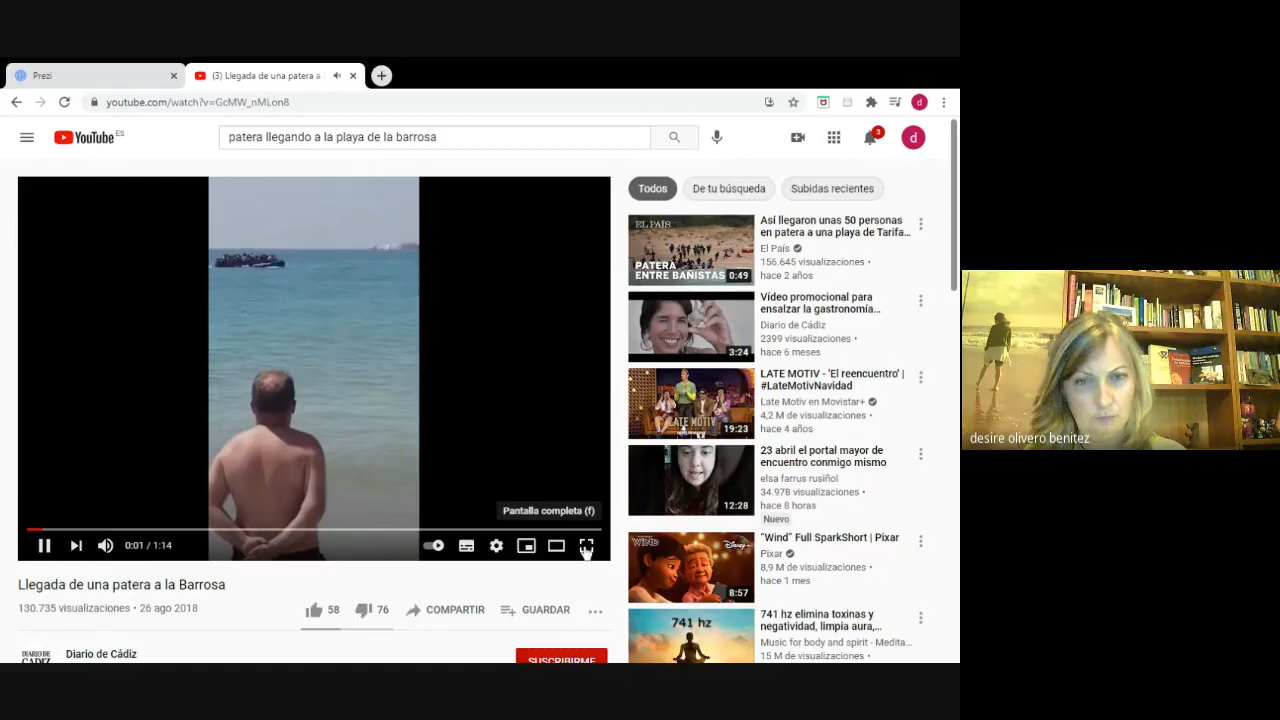 Prezi
(3) Llegada de una patera a
youtube.com/watch?v=GcMW_nMLon8
YouTube ES
patera llegando a la playa de la barrosa
3
d
Todos
De tu búsqueda
Subidas recientes
EL PAÍS
PATERA
ENTRE BAÑISTAS
0:49
Así llegaron unas 50 personas
en patera a una playa de Tarifa...
El País
156.645 visualizaciones •
hace 2 años
3:24
Vídeo promocional para
ensalzar la gastronomía...
Diario de Cádiz
2399 visualizaciones •
hace 6 meses
LATE MOTIV
19:23
LATE MOTIV - 'El reencuentro' |
#LateMotivNavidad
Late Motiv en Movistar+
4,2 M de visualizaciones •
hace 4 años
12:28
23 abril el portal mayor de
encuentro conmigo mismo
elsa farrus rusiñol
34.978 visualizaciones •
hace 8 horas
Nuevo
WIND
Disney+
8:57
"Wind" Full SparkShort | Pixar
Pixar
8,9 M de visualizaciones •
hace 1 mes
741 hz
741 hz elimina toxinas y
negatividad, limpia aura,...
Music for body and spirit - Medita...
15 M de visualizaciones •
Pantalla completa (f)
0:01 / 1:14
Llegada de una patera a la Barrosa
130.735 visualizaciones • 26 ago 2018
58
76
COMPARTIR
GUARDAR
DIARIO DE
CÁDIZ
Diario de Cádiz
SUSCRIBIRME
desire olivero benitez